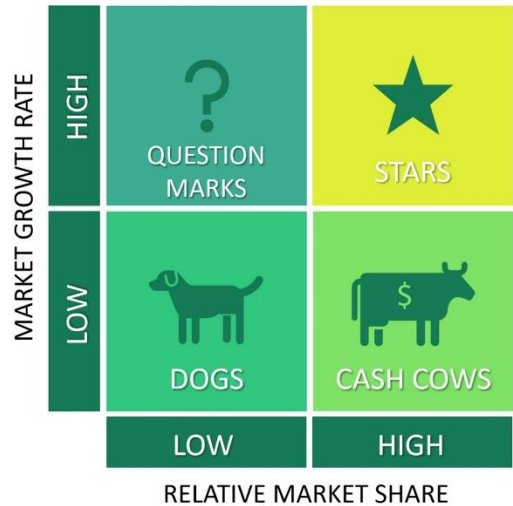 MARKET GROWTH RATE
HIGH
LOW
?
QUESTION
MARKS
STARS
DOGS
$
CASH COWS
LOW
HIGH
RELATIVE MARKET SHARE